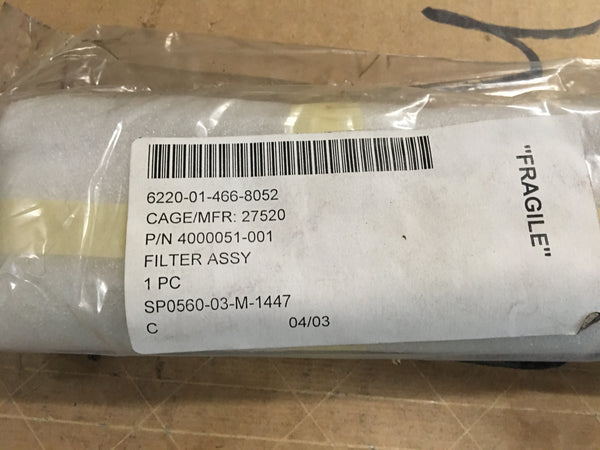 6220-01-466-8052
CAGE/MFR: 27520
P/N 4000051-001
FILTER ASSY
1 PC
SP0560-03-M-1447
C 04/03
"FRAGILE"